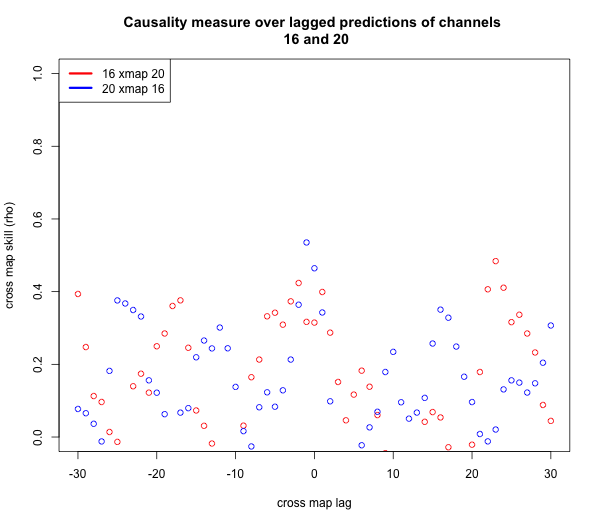 Causality measure over lagged predictions of channels
16 and 20
16 xmap 20
20 xmap 16
cross map skill (rho)
1.0
0.8
0.6
0.4
0.2
0.0
-30 -20 -10 0 10 20 30
cross map lag